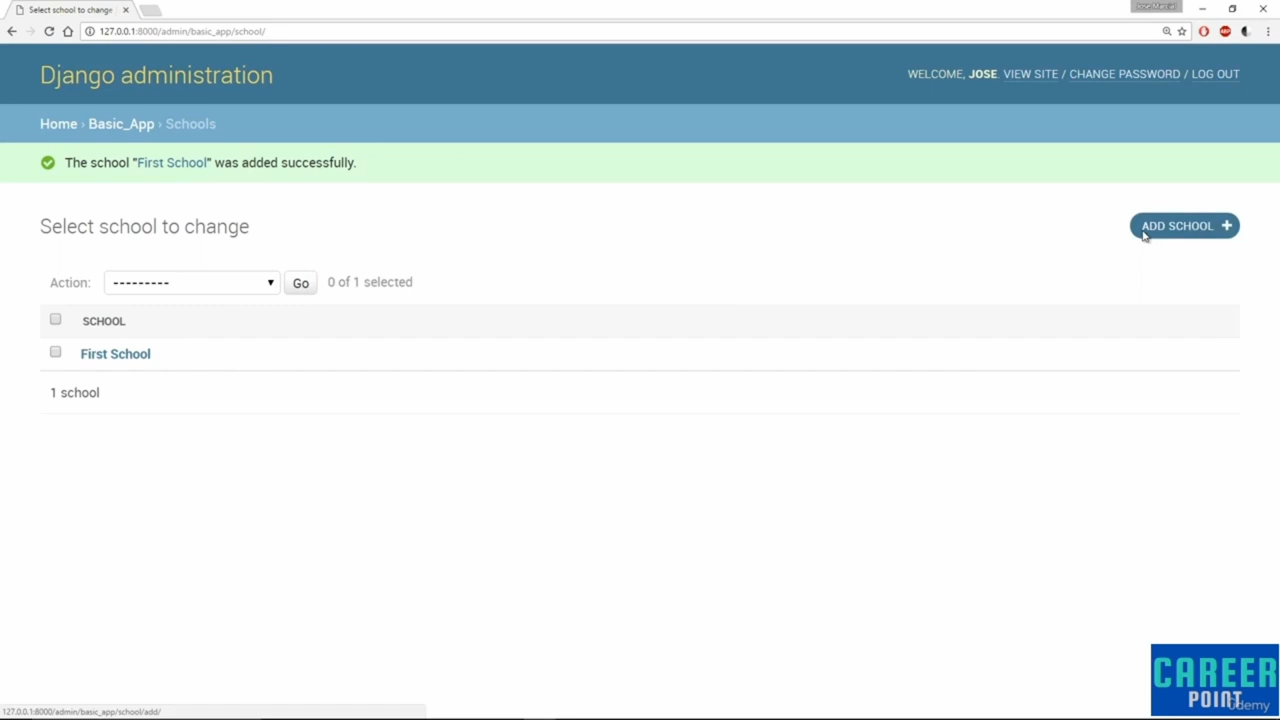 Select school to change
Jose Marcial
127.0.0.1:8000/admin/basic_app/school/
ABP
Django administration
WELCOME, JOSE. VIEW SITE / CHANGE PASSWORD / LOG OUT
Home › Basic_App › Schools
The school "First School" was added successfully.
Select school to change
ADD SCHOOL +
Action: --------- Go 0 of 1 selected
SCHOOL
First School
1 school
CAREER
POINT
Udemy
127.0.0.1:8000/admin/basic_app/school/add/